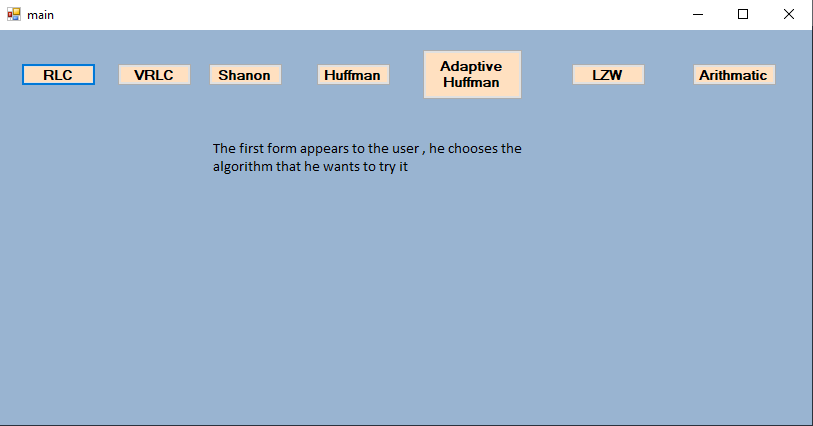 main
RLC
VRLC
Shanon
Huffman
Adaptive
Huffman
LZW
Arithmatic
The first form appears to the user , he chooses the
algorithm that he wants to try it